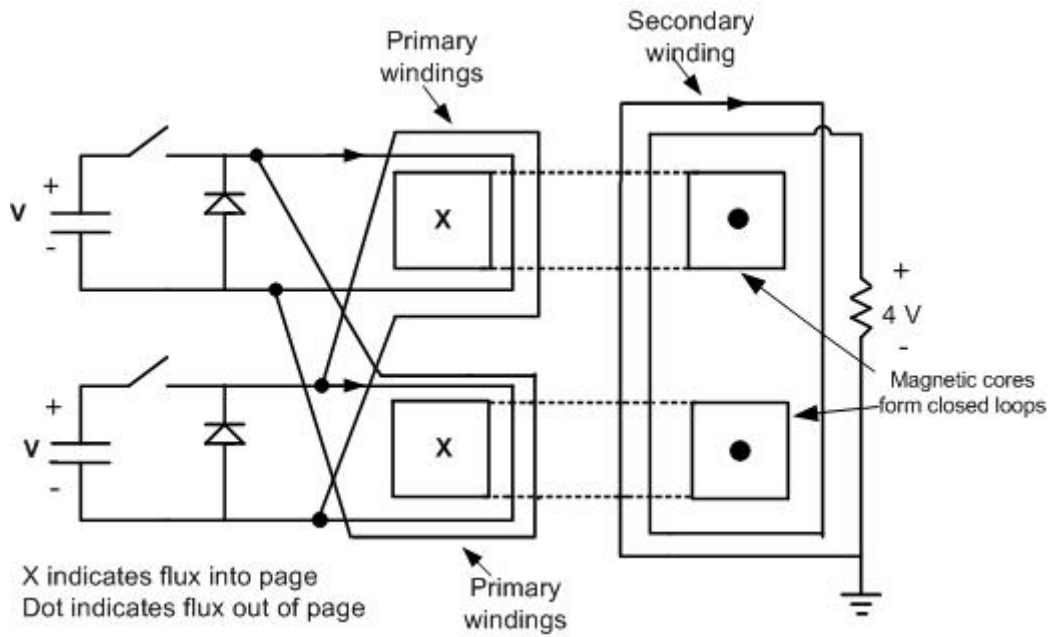 Primary
windings
Secondary
winding
+
V
-
X
+
4 V
-
Magnetic cores
form closed loops
+
V
-
X
X indicates flux into page
Dot indicates flux out of page
Primary
windings